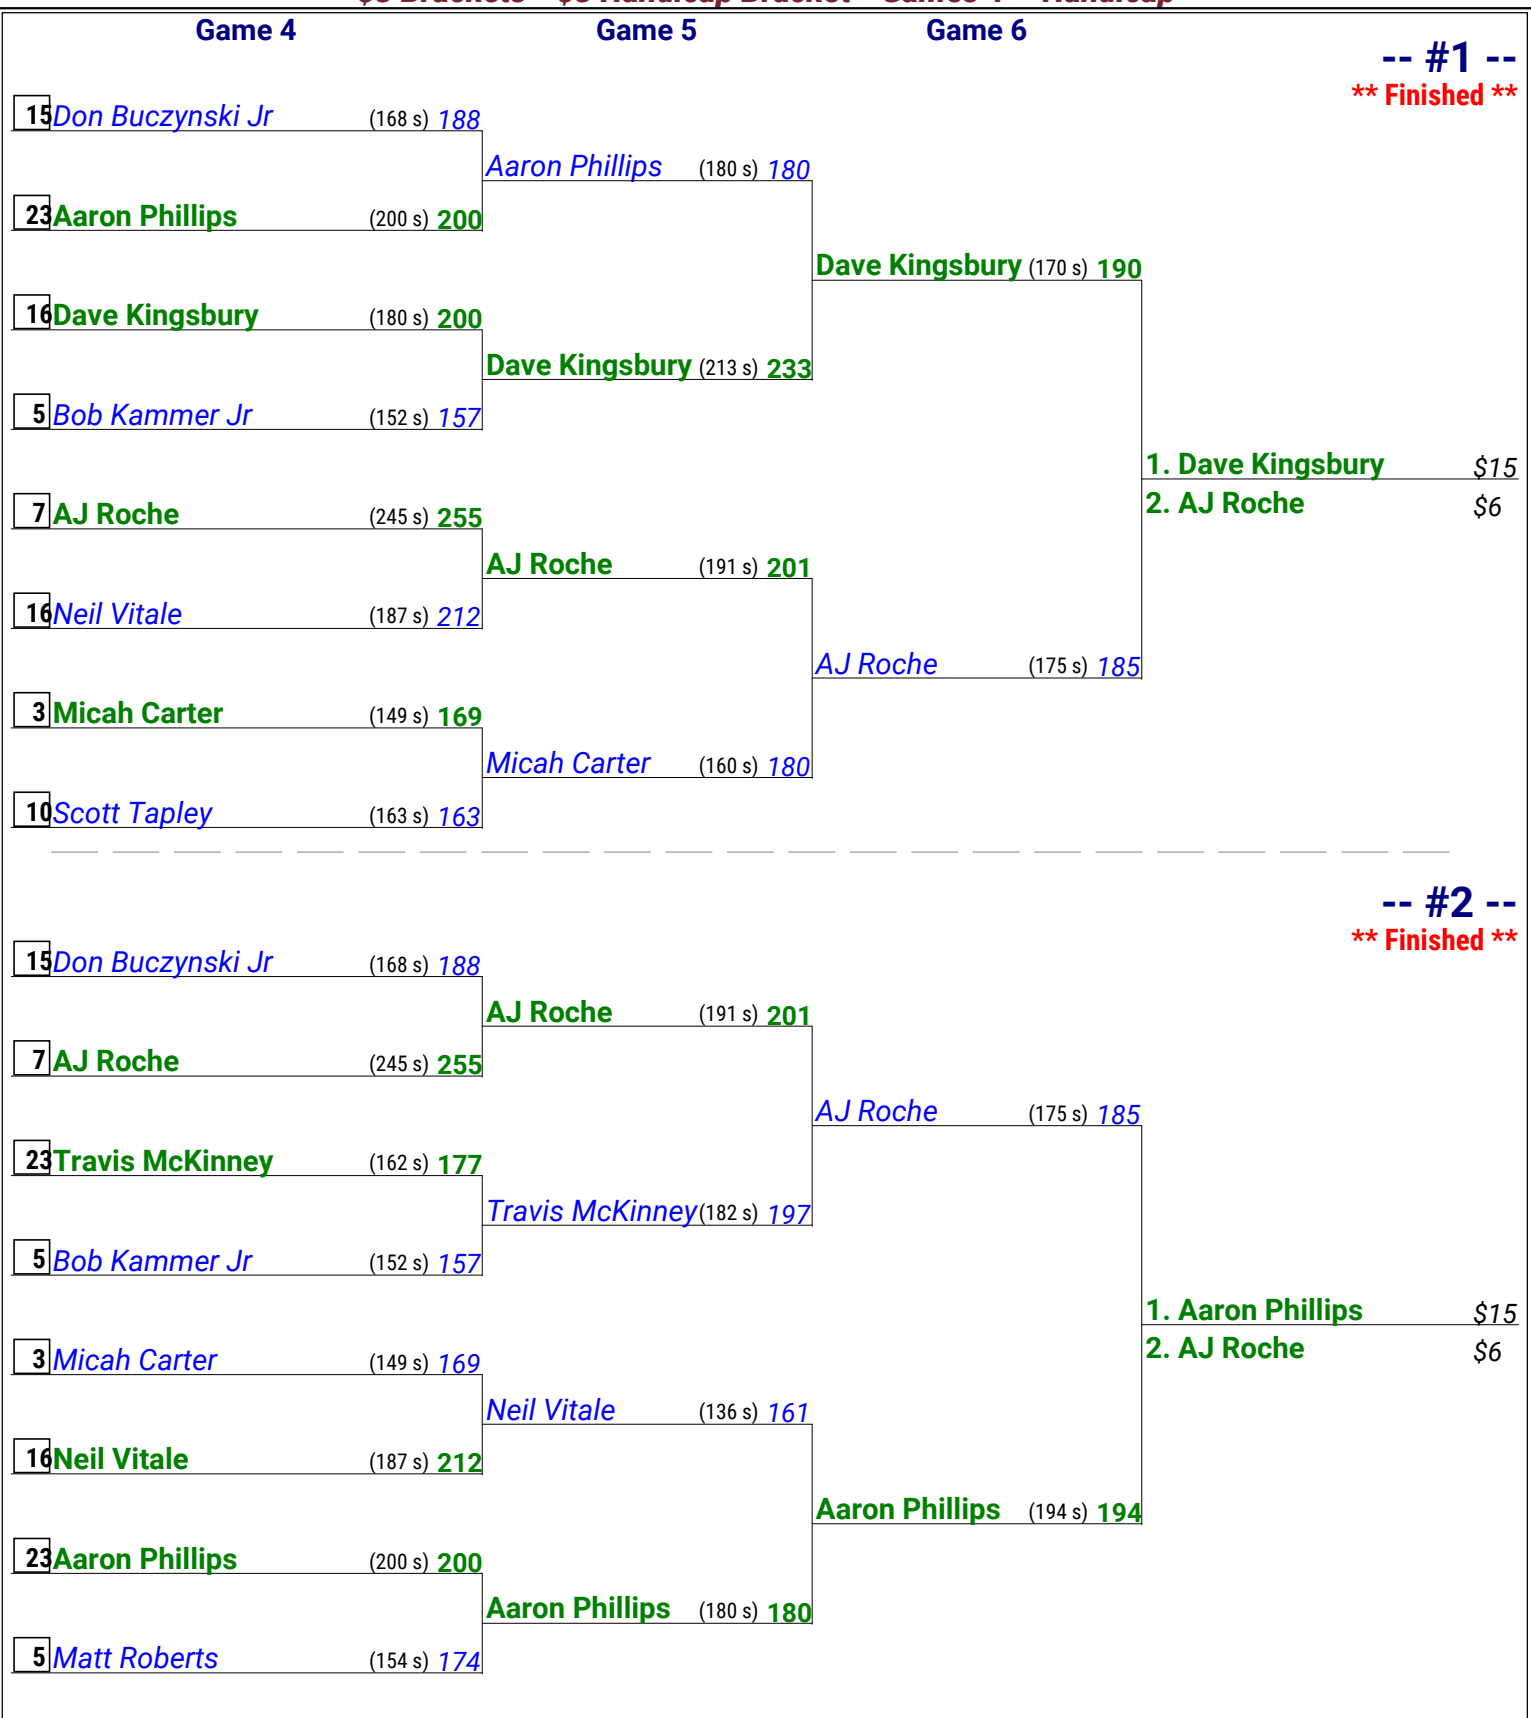 Game 4 Game 5 Game 6
-- #1 --
** Finished **
15 Don Buczynski Jr (168 s) 188
Aaron Phillips (180 s) 180
23 Aaron Phillips (200 s) 200
Dave Kingsbury (170 s) 190
16 Dave Kingsbury (180 s) 200
Dave Kingsbury (213 s) 233
5 Bob Kammer Jr (152 s) 157
1. Dave Kingsbury $15
2. AJ Roche $6
7 AJ Roche (245 s) 255
AJ Roche (191 s) 201
16 Neil Vitale (187 s) 212
AJ Roche (175 s) 185
3 Micah Carter (149 s) 169
Micah Carter (160 s) 180
10 Scott Tapley (163 s) 163
-- #2 --
** Finished **
15 Don Buczynski Jr (168 s) 188
AJ Roche (191 s) 201
7 AJ Roche (245 s) 255
AJ Roche (175 s) 185
23 Travis McKinney (162 s) 177
Travis McKinney (182 s) 197
5 Bob Kammer Jr (152 s) 157
1. Aaron Phillips $15
2. AJ Roche $6
3 Micah Carter (149 s) 169
Neil Vitale (136 s) 161
16 Neil Vitale (187 s) 212
Aaron Phillips (194 s) 194
23 Aaron Phillips (200 s) 200
Aaron Phillips (180 s) 180
5 Matt Roberts (154 s) 174